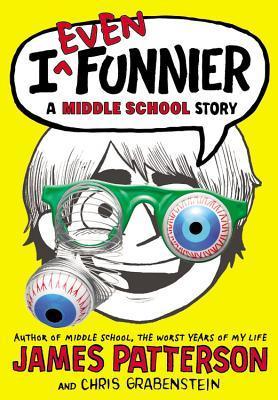 EVEN
I ^ FUNNIER
A MIDDLE SCHOOL STORY
AUTHOR OF MIDDLE SCHOOL, THE WORST YEARS OF MY LIFE
JAMES PATTERSON
AND CHRIS GRABENSTEIN